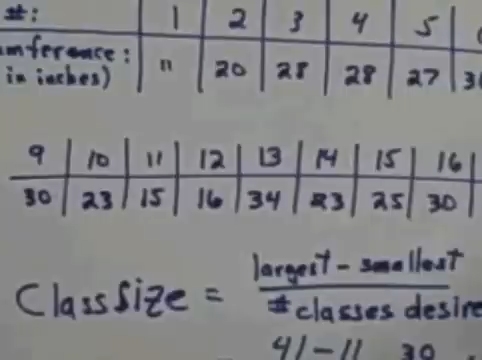 #: 1 2 3 4 5
in inches) 11 20 28 28 27
9 10 11 12 13 14 15 16
30 23 15 16 34 23 25 30
Class Size = largest - smallest
# classes desire
41-11 30